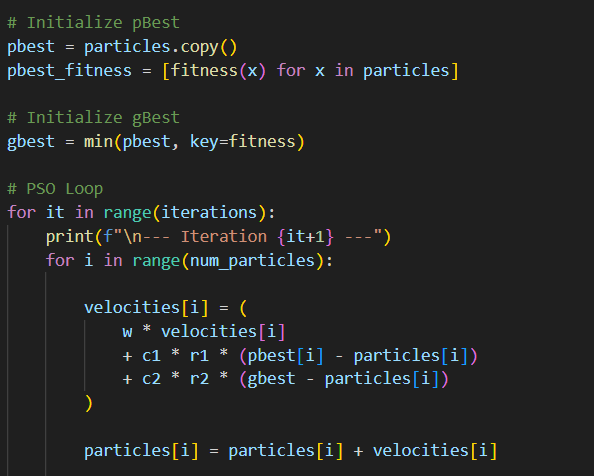 # Initialize pBest
pbest = particles.copy()
pbest_fitness = [fitness(x) for x in particles]

# Initialize gBest
gbest = min(pbest, key=fitness)

# PSO Loop
for it in range(iterations):
    print(f"\n--- Iteration {it+1} ---")
    for i in range(num_particles):

        velocities[i] = (
            w * velocities[i]
            + c1 * r1 * (pbest[i] - particles[i])
            + c2 * r2 * (gbest - particles[i])
        )

        particles[i] = particles[i] + velocities[i]